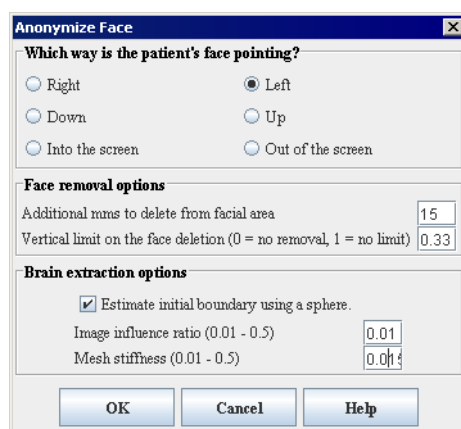 Anonymize Face
Which way is the patient's face pointing?
Right Left
Down Up
Into the screen Out of the screen
Face removal options
Additional mms to delete from facial area 15
Vertical limit on the face deletion (0 = no removal, 1 = no limit) 0.33
Brain extraction options
Estimate initial boundary using a sphere.
Image influence ratio (0.01 - 0.5) 0.01
Mesh stiffness (0.01 - 0.5) 0.015
OK Cancel Help